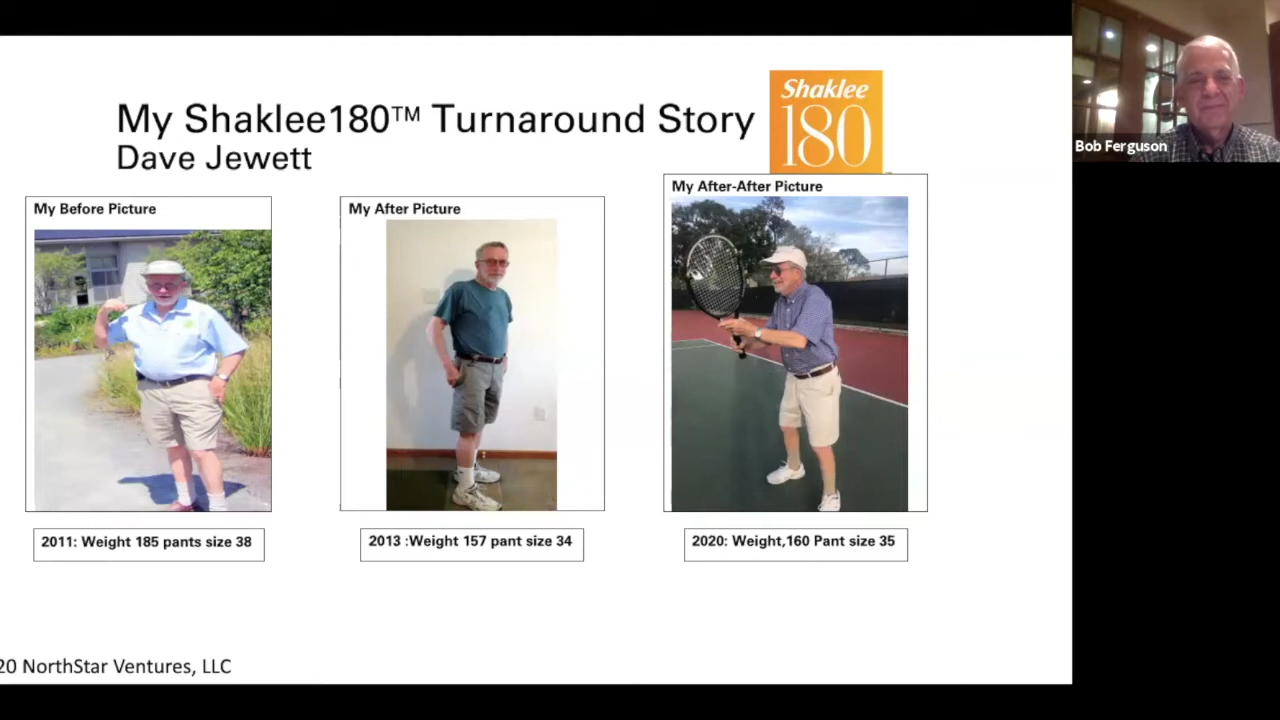 My Shaklee180™ Turnaround Story
Dave Jewett
Shaklee
180
Bob Ferguson
My Before Picture
My After Picture
My After-After Picture
2011: Weight 185 pants size 38
2013 :Weight 157 pant size 34
2020: Weight,160 Pant size 35
20 NorthStar Ventures, LLC